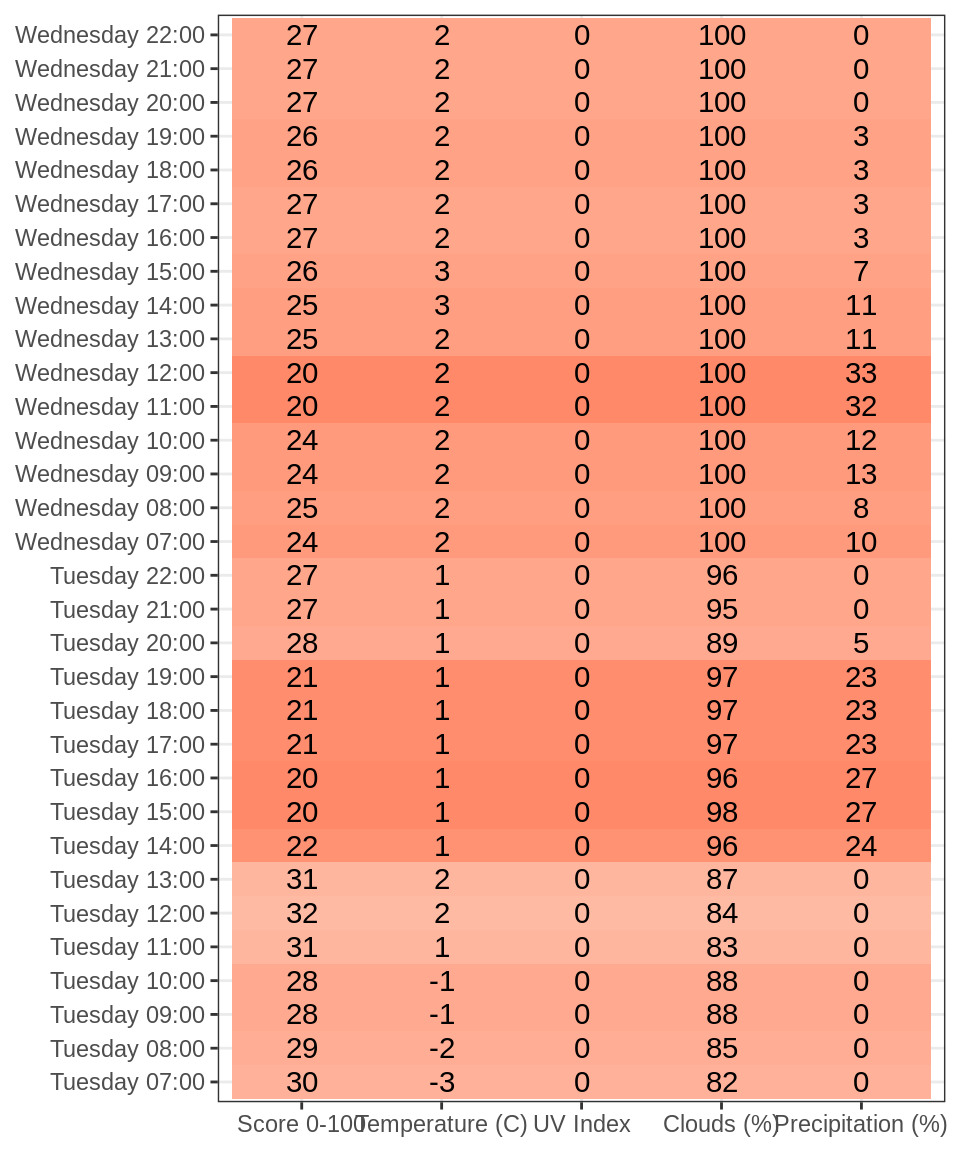 Wednesday 22:00 27 2 0 100 0
Wednesday 21:00 27 2 0 100 0
Wednesday 20:00 27 2 0 100 0
Wednesday 19:00 26 2 0 100 3
Wednesday 18:00 26 2 0 100 3
Wednesday 17:00 27 2 0 100 3
Wednesday 16:00 27 2 0 100 3
Wednesday 15:00 26 3 0 100 7
Wednesday 14:00 25 3 0 100 11
Wednesday 13:00 25 2 0 100 11
Wednesday 12:00 20 2 0 100 33
Wednesday 11:00 20 2 0 100 32
Wednesday 10:00 24 2 0 100 12
Wednesday 09:00 24 2 0 100 13
Wednesday 08:00 25 2 0 100 8
Wednesday 07:00 24 2 0 100 10
Tuesday 22:00 27 1 0 96 0
Tuesday 21:00 27 1 0 95 0
Tuesday 20:00 28 1 0 89 5
Tuesday 19:00 21 1 0 97 23
Tuesday 18:00 21 1 0 97 23
Tuesday 17:00 21 1 0 97 23
Tuesday 16:00 20 1 0 96 27
Tuesday 15:00 20 1 0 98 27
Tuesday 14:00 22 1 0 96 24
Tuesday 13:00 31 2 0 87 0
Tuesday 12:00 32 2 0 84 0
Tuesday 11:00 31 1 0 83 0
Tuesday 10:00 28 -1 0 88 0
Tuesday 09:00 28 -1 0 88 0
Tuesday 08:00 29 -2 0 85 0
Tuesday 07:00 30 -3 0 82 0
Score 0-100 Temperature (C) UV Index Clouds (%) Precipitation (%)